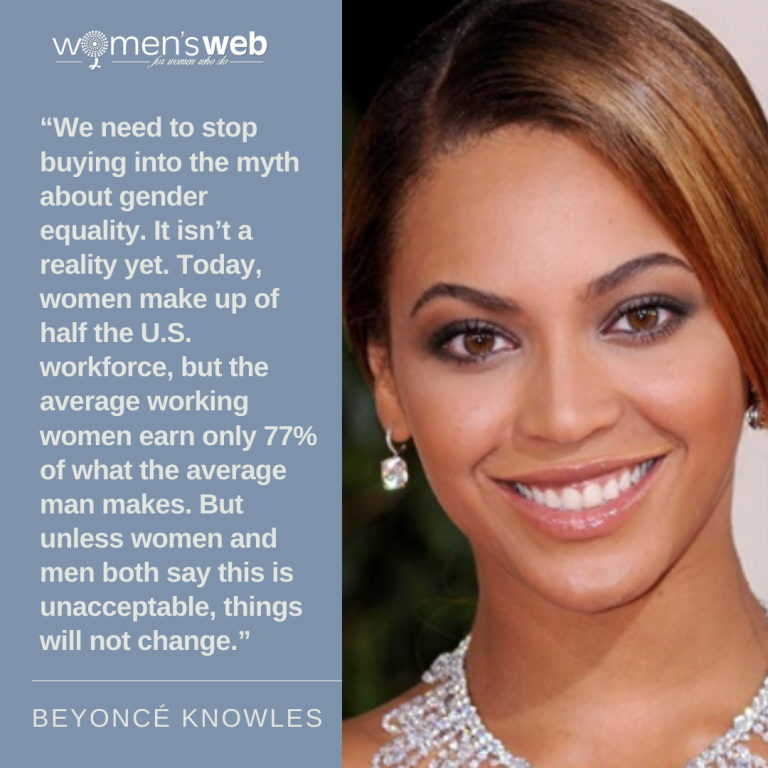 women's web
for women who do
“We need to stop
buying into the myth
about gender
equality. It isn’t a
reality yet. Today,
women make up of
half the U.S.
workforce, but the
average working
women earn only 77%
of what the average
man makes. But
unless women and
men both say this is
unacceptable, things
will not change.”
BEYONCÉ KNOWLES